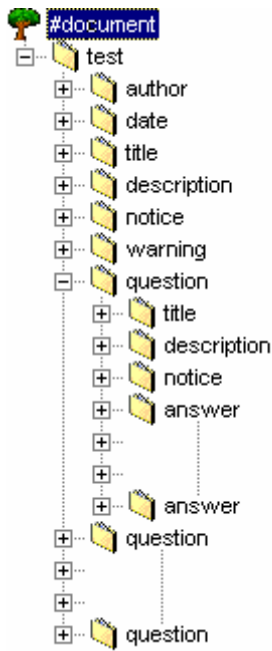 #document
test
author
date
title
description
notice
warning
question
title
description
notice
answer
answer
question
question